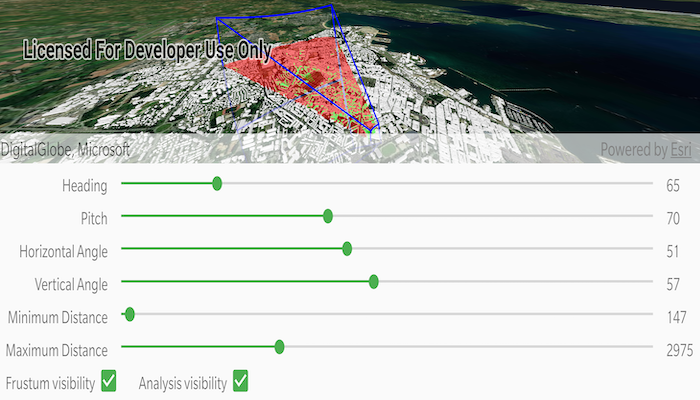 Licensed For Developer Use Only
DigitalGlobe, Microsoft Powered by Esri
Heading 65
Pitch 70
Horizontal Angle 51
Vertical Angle 57
Minimum Distance 147
Maximum Distance 2975
Frustum visibility Analysis visibility